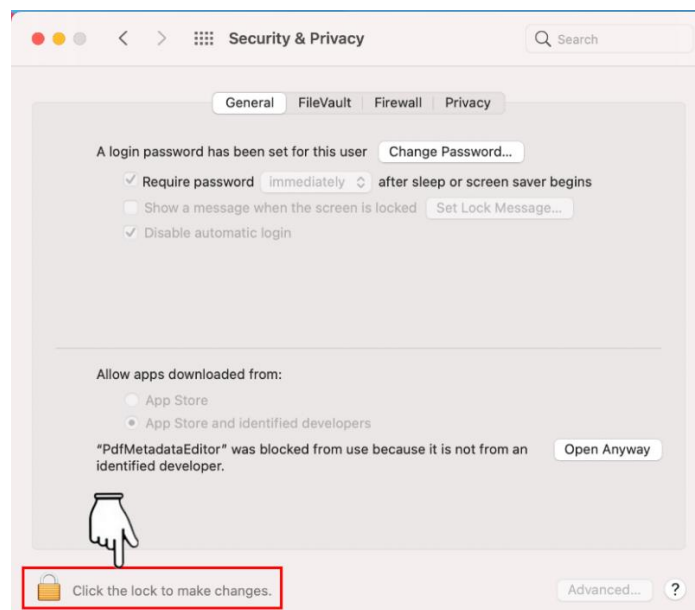 Security & Privacy
Search
General FileVault Firewall Privacy
A login password has been set for this user Change Password...
Require password immediately after sleep or screen saver begins
Show a message when the screen is locked Set Lock Message...
Disable automatic login
Allow apps downloaded from:
App Store
App Store and identified developers
“PdfMetadataEditor” was blocked from use because it is not from an Open Anyway
identified developer.
Click the lock to make changes.
Advanced... ?